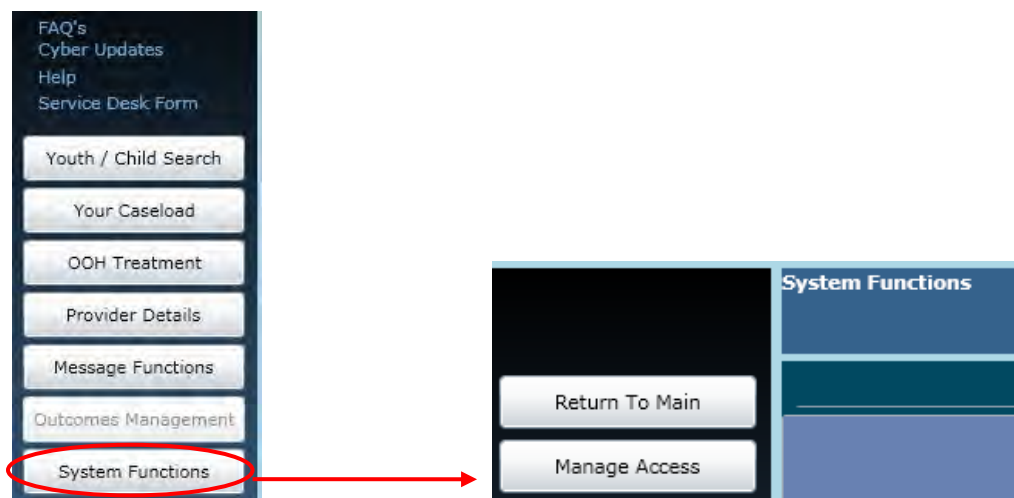 FAQ's
Cyber Updates
Help
Service Desk Form
Youth / Child Search
Your Caseload
OOH Treatment
Provider Details
Message Functions
Outcomes Management
System Functions
System Functions
Return To Main
Manage Access